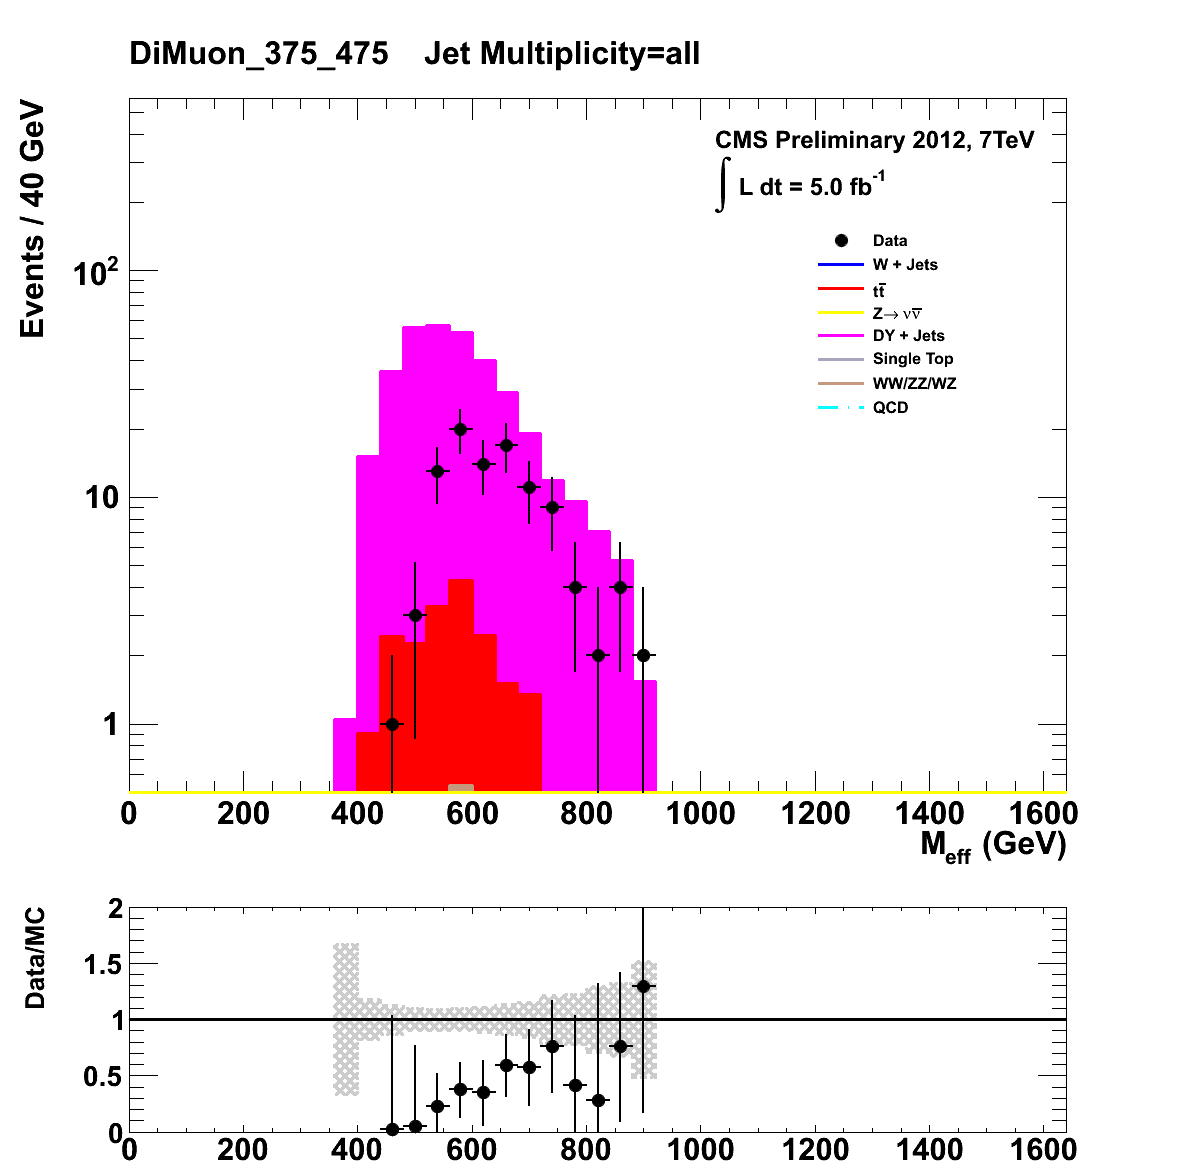 DiMuon_375_475    Jet Multiplicity=all
Events / 40 GeV
CMS Preliminary 2012, 7TeV
∫ L dt = 5.0 fb⁻¹
Data
W + Jets
tt̅
Z→ νν̅
DY + Jets
Single Top
WW/ZZ/WZ
QCD
10²
10
1
0 200 400 600 800 1000 1200 1400 1600
M_eff (GeV)
Data/MC
2
1.5
1
0.5
0
0 200 400 600 800 1000 1200 1400 1600